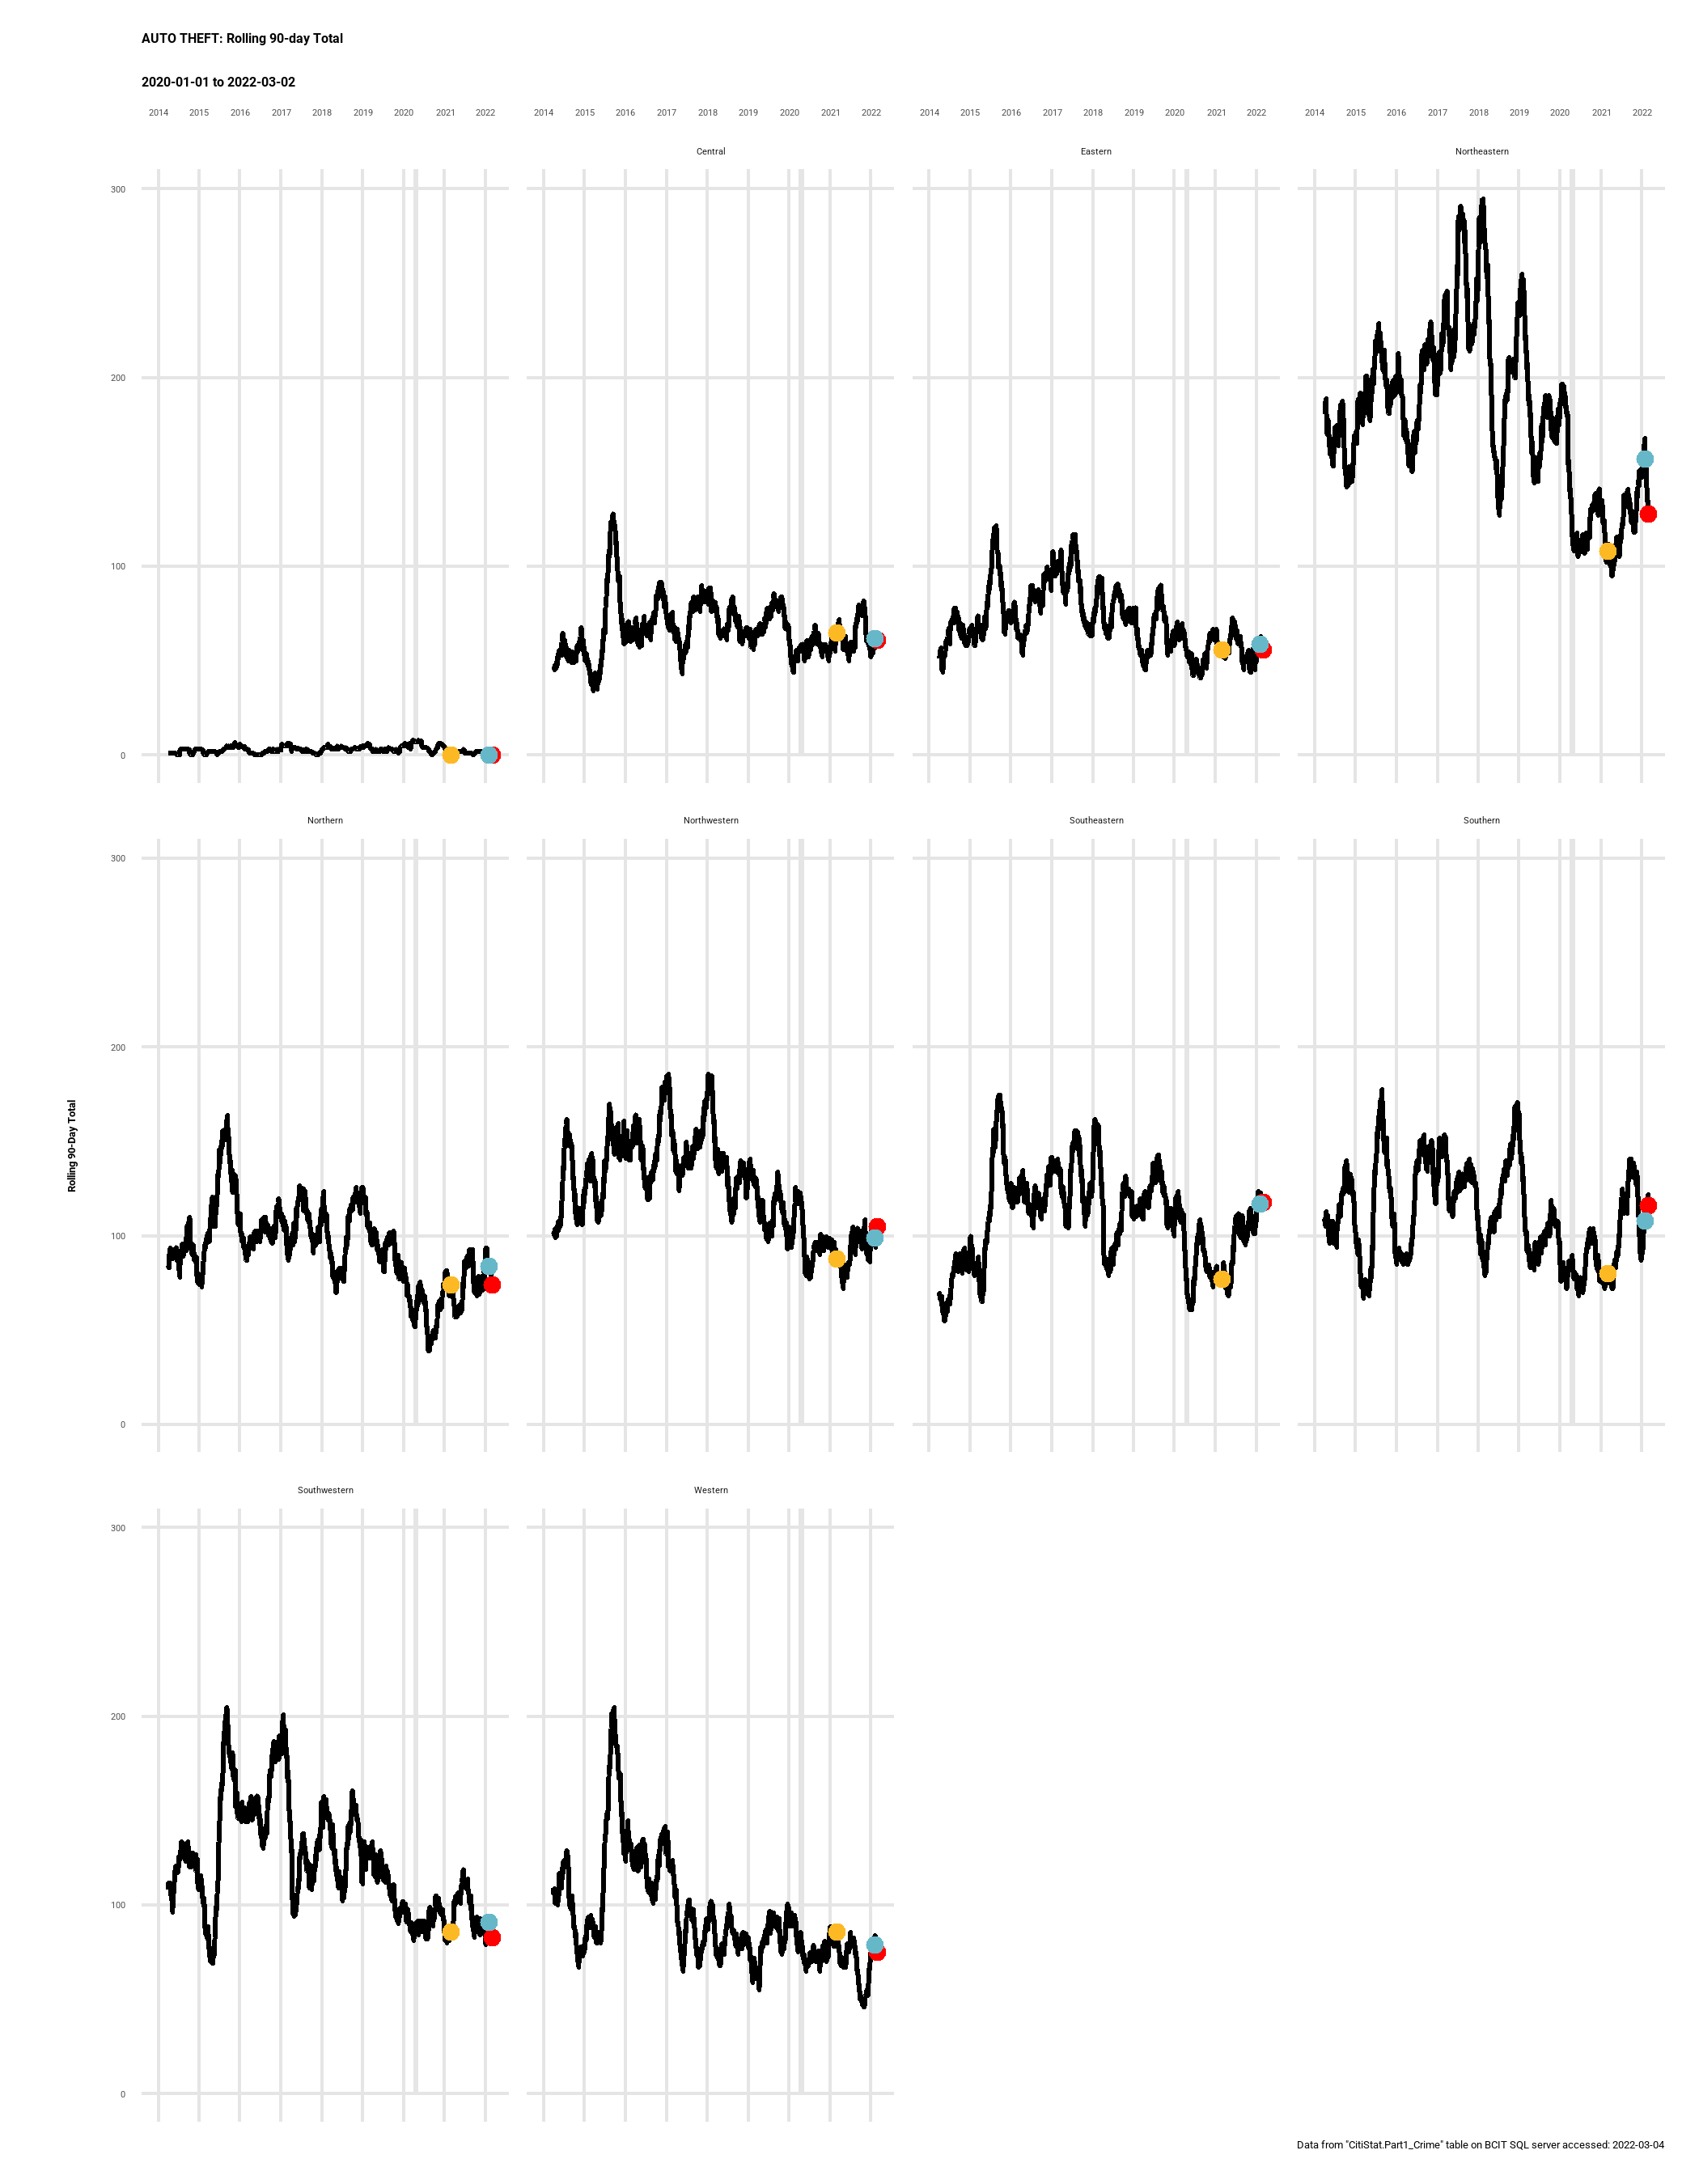 AUTO THEFT: Rolling 90-day Total
2020-01-01 to 2022-03-02
2014 2015 2016 2017 2018 2019 2020 2021 2022 2014 2015 2016 2017 2018 2019 2020 2021 2022 2014 2015 2016 2017 2018 2019 2020 2021 2022 2014 2015 2016 2017 2018 2019 2020 2021 2022
Central Eastern Northeastern
300
200
100
0
Northern Northwestern Southeastern Southern
300
200
Rolling 90-Day Total
100
0
Southwestern Western
300
200
100
0
Data from "CitiStat.Part1_Crime" table on BCIT SQL server accessed: 2022-03-04